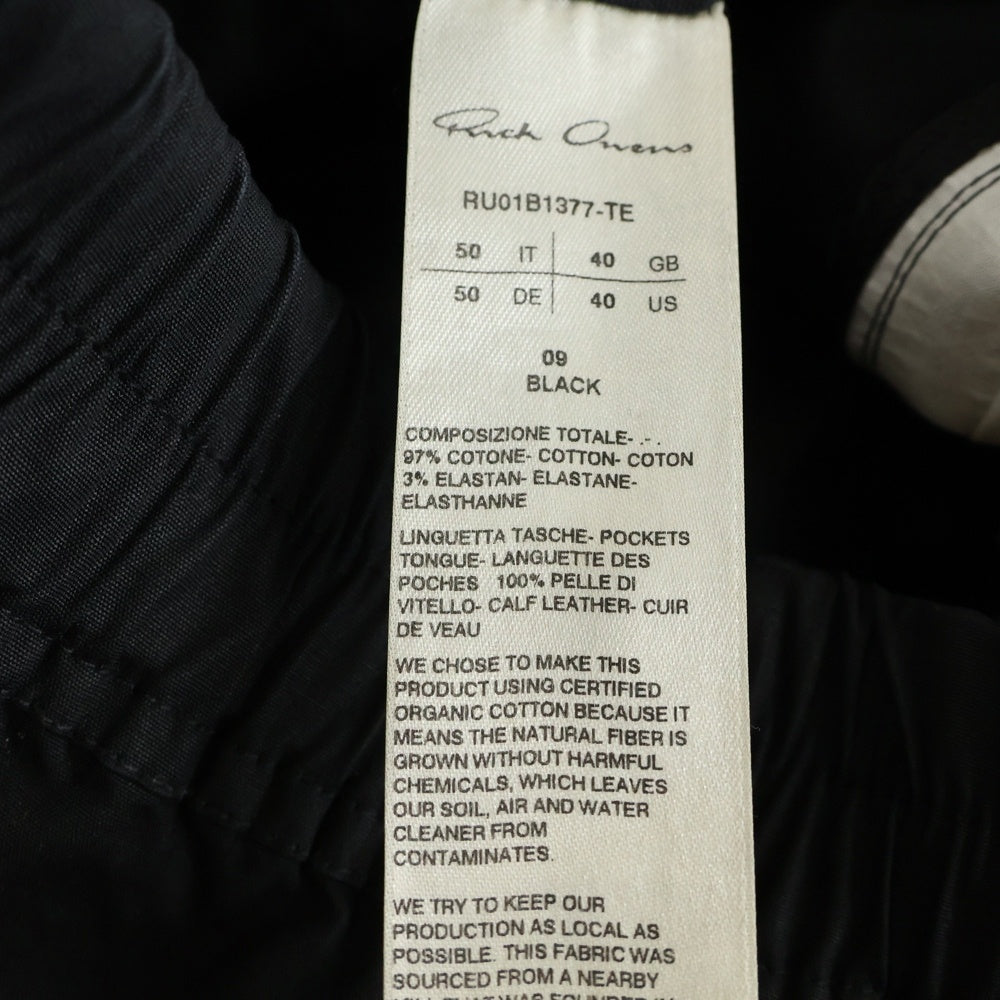 Rick Owens
RU01B1377-TE
50 IT 40 GB
50 DE 40 US
09
BLACK
COMPOSIZIONE TOTALE- .- .
97% COTONE- COTTON- COTON
3% ELASTAN- ELASTANE-
ELASTHANNE
LINGUETTA TASCHE- POCKETS
TONGUE- LANGUETTE DES
POCHES 100% PELLE DI
VITELLO- CALF LEATHER- CUIR
DE VEAU
WE CHOSE TO MAKE THIS
PRODUCT USING CERTIFIED
ORGANIC COTTON BECAUSE IT
MEANS THE NATURAL FIBER IS
GROWN WITHOUT HARMFUL
CHEMICALS, WHICH LEAVES
OUR SOIL, AIR AND WATER
CLEANER FROM
CONTAMINATES.
WE TRY TO KEEP OUR
PRODUCTION AS LOCAL AS
POSSIBLE. THIS FABRIC WAS
SOURCED FROM A NEARBY